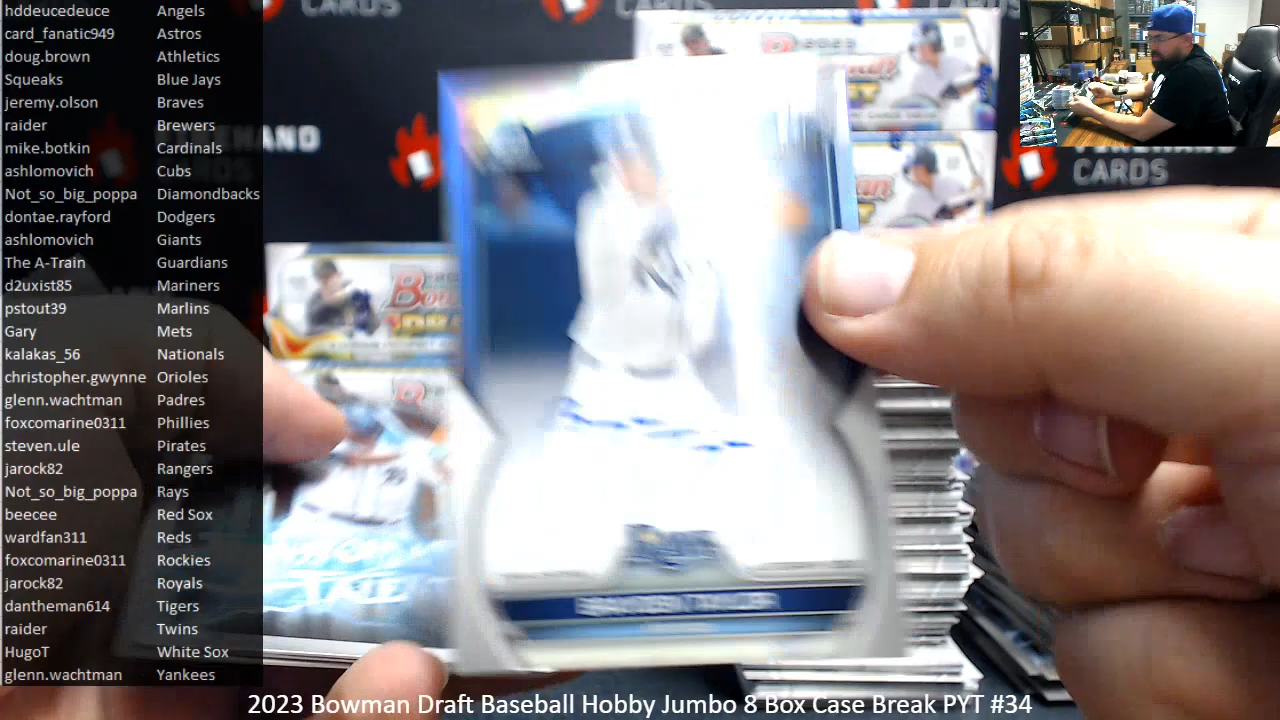 hddeucedeuce Angels
card_fanatic949 Astros
doug.brown Athletics
Squeaks Blue Jays
jeremy.olson Braves
raider Brewers
mike.botkin Cardinals
ashlomovich Cubs
Not_so_big_poppa Diamondbacks
dontae.rayford Dodgers
ashlomovich Giants
The A-Train Guardians
d2uxist85 Mariners
pstout39 Marlins
Gary Mets
kalakas_56 Nationals
christopher.gwynne Orioles
glenn.wachtman Padres
foxcomarine0311 Phillies
steven.ule Pirates
jarock82 Rangers
Not_so_big_poppa Rays
beecee Red Sox
wardfan311 Reds
foxcomarine0311 Rockies
jarock82 Royals
dantheman614 Tigers
raider Twins
HugoT White Sox
glenn.wachtman Yankees
CARDS
CARDS
2023 Bowman Draft Baseball Hobby Jumbo 8 Box Case Break PYT #34